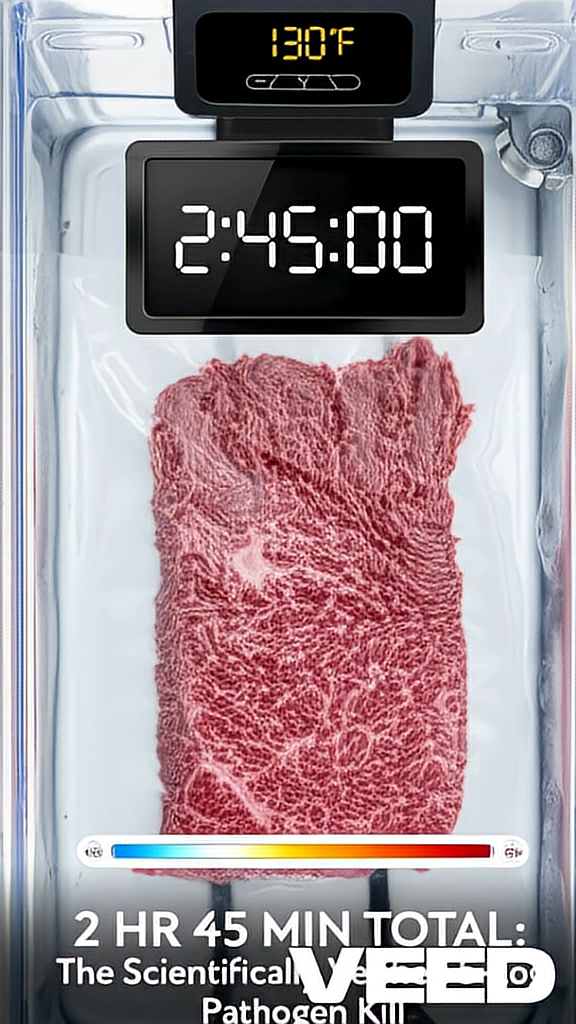 130°F
2:45:00
2 HR 45 MIN TOTAL:
The Scientifically
VEED
Pathogen Kill